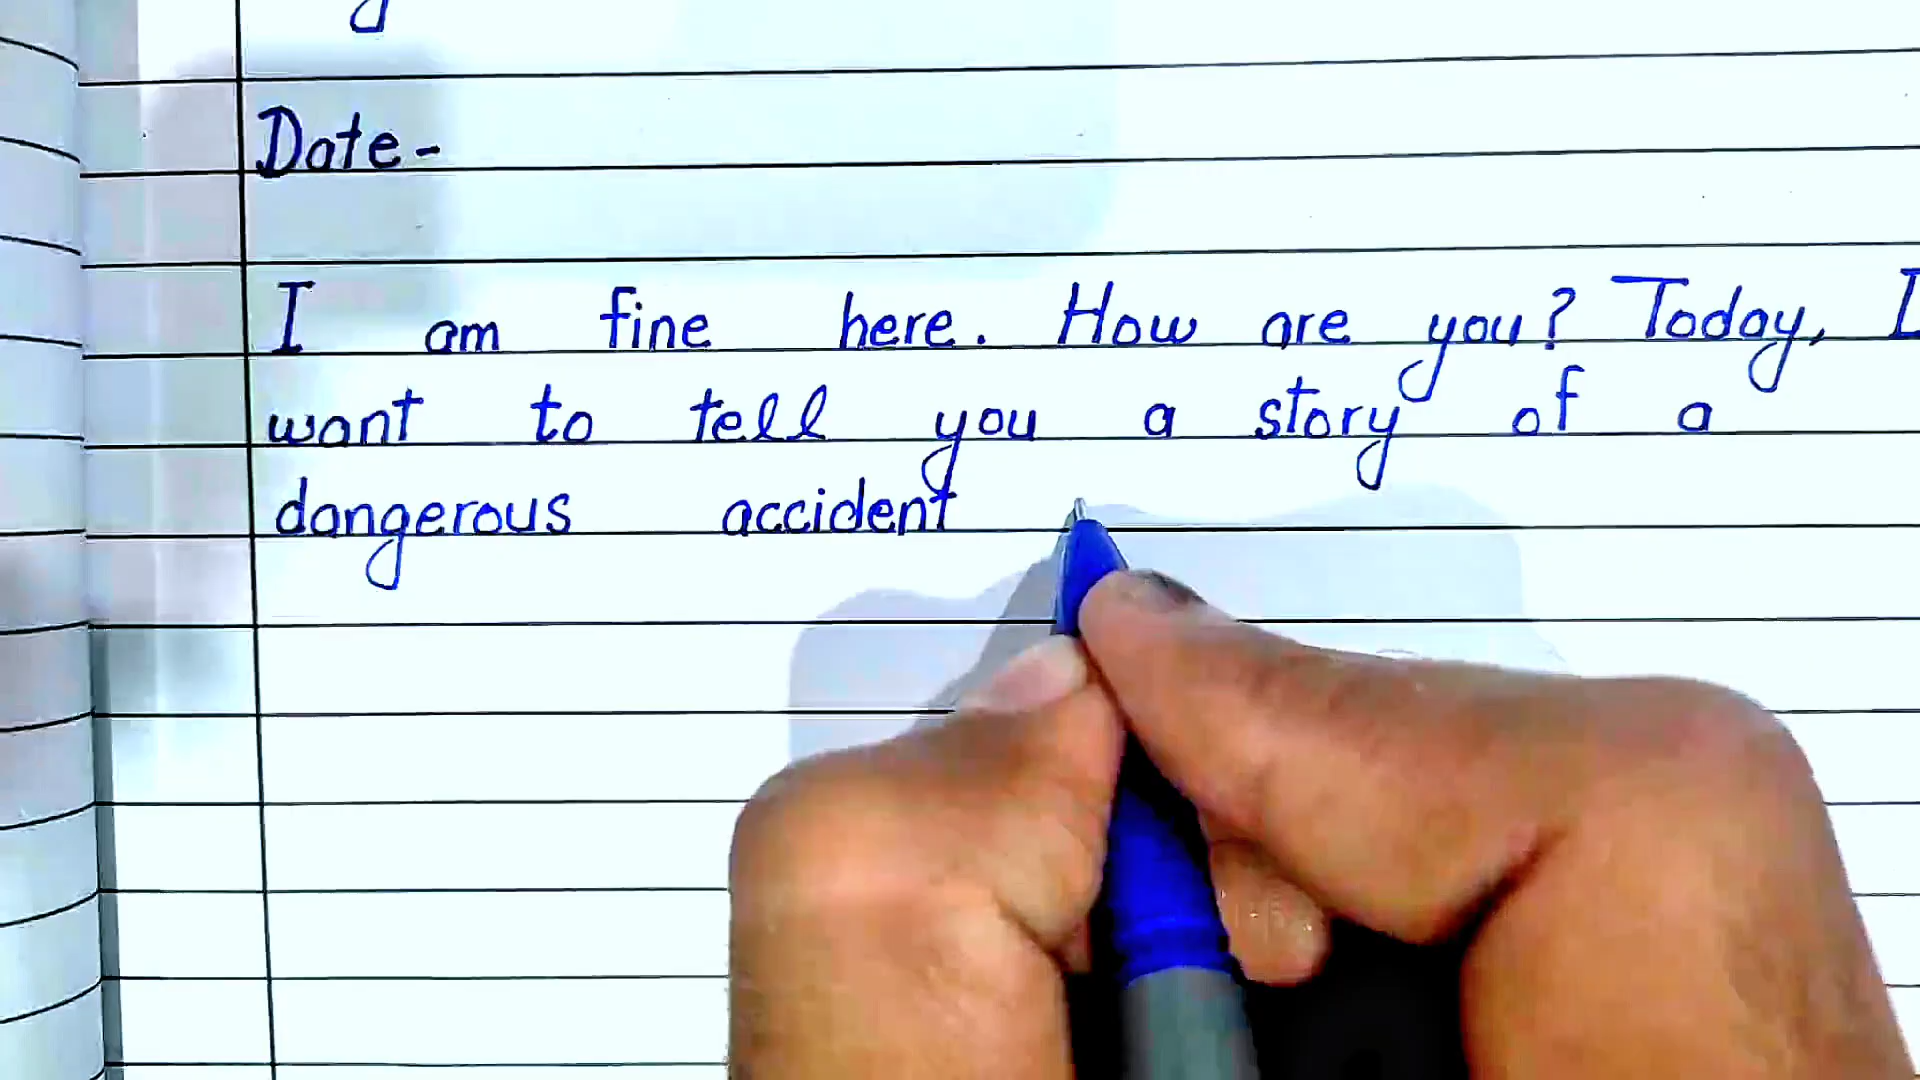 Date-
I am fine here. How are you? Today, I
want to tell you a story of a
dangerous accident